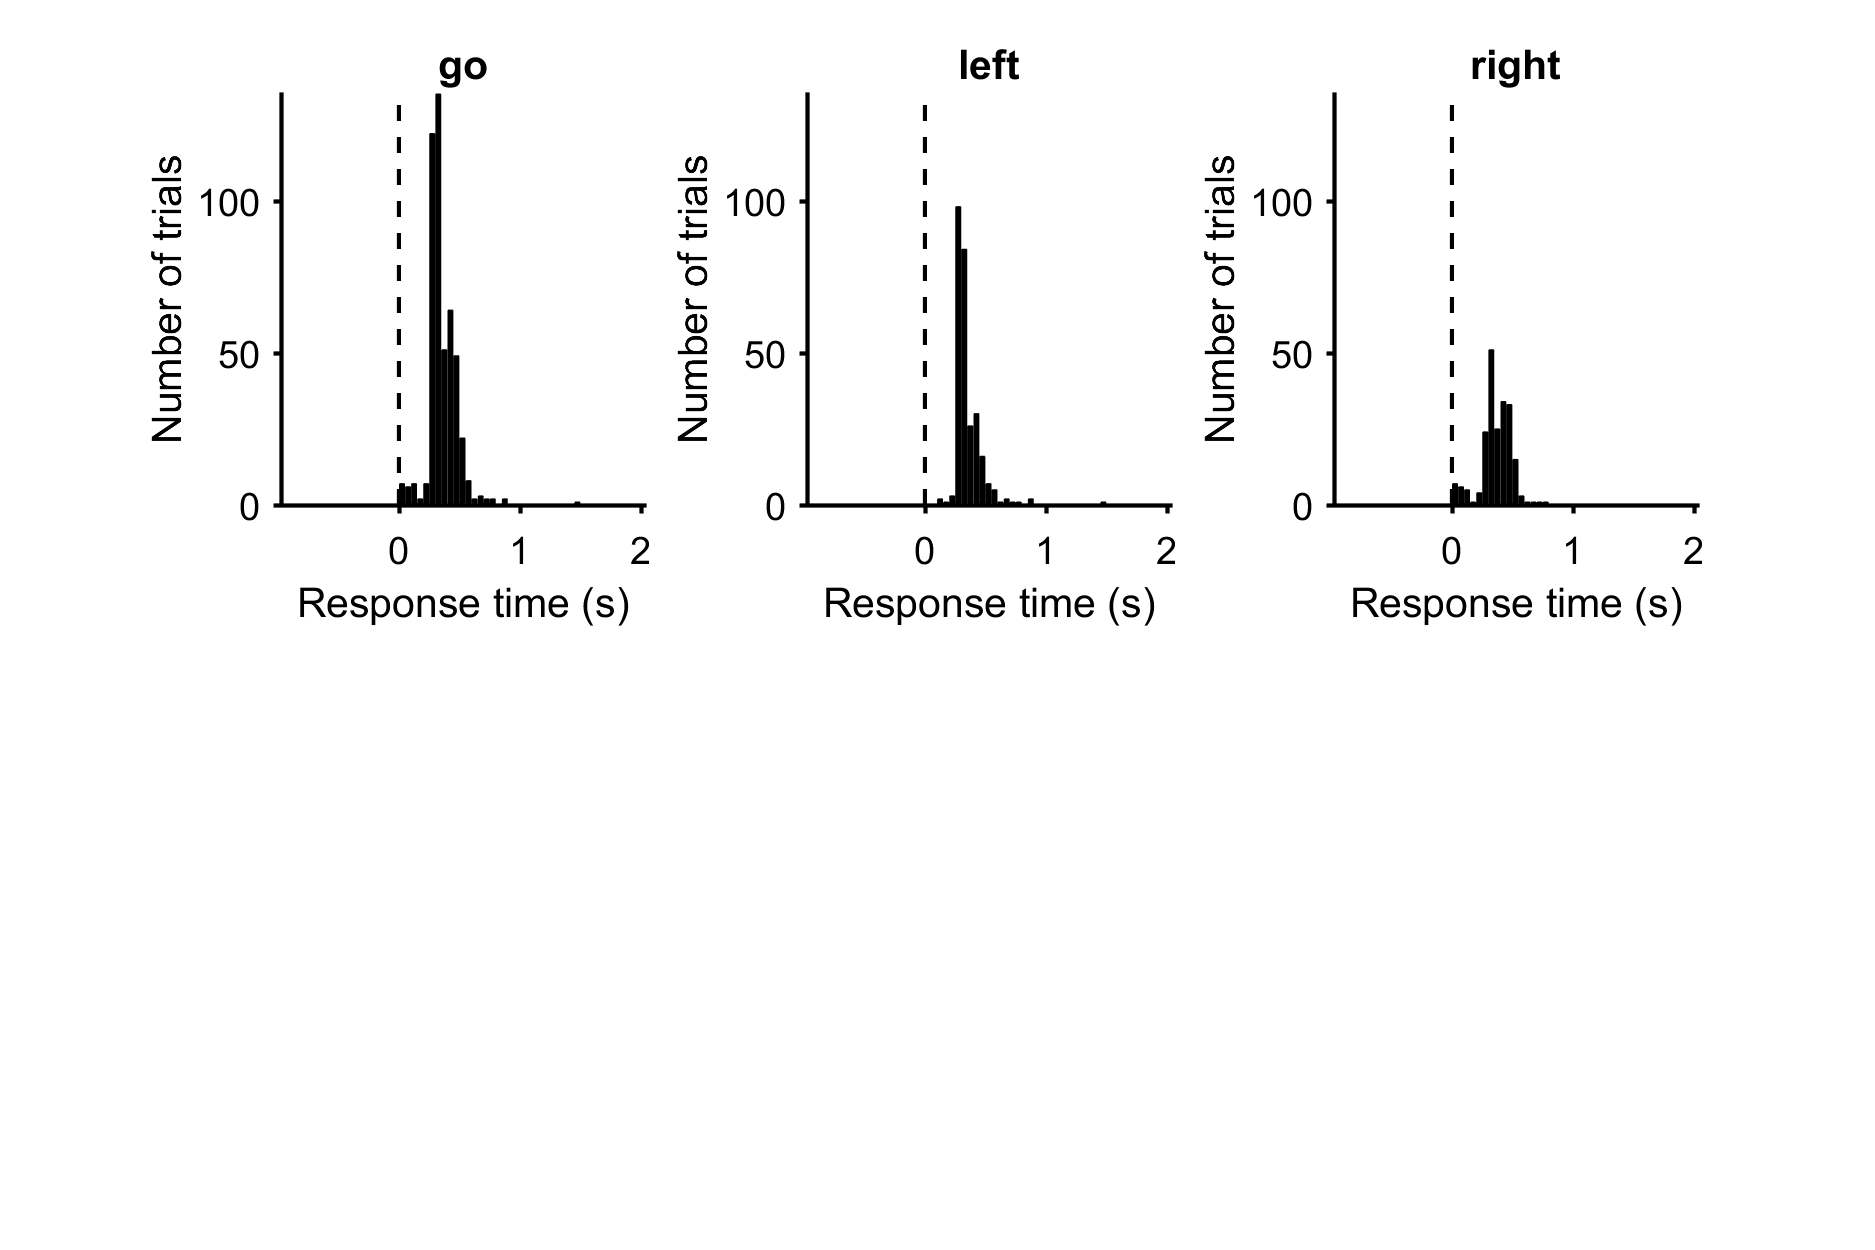 go
Number of trials
100
50
0
0 1 2
Response time (s)
left
Number of trials
100
50
0
0 1 2
Response time (s)
right
Number of trials
100
50
0
0 1 2
Response time (s)